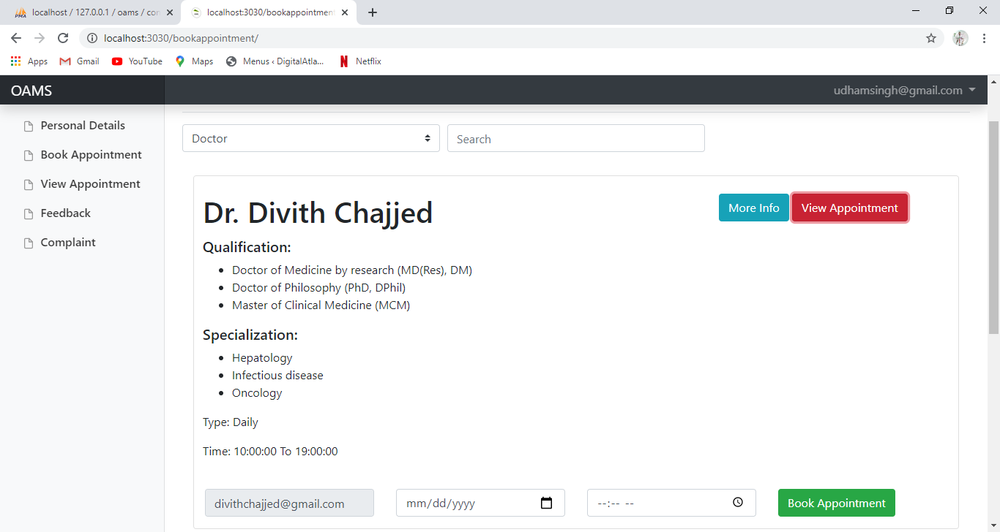 localhost / 127.0.0.1 / oams / cor
localhost:3030/bookappointment
localhost:3030/bookappointment/
Apps
Gmail
YouTube
Maps
Menus ‹ DigitalAtla...
Netflix
OAMS
udhamsingh@gmail.com
Personal Details
Book Appointment
View Appointment
Feedback
Complaint
Doctor
Search
Dr. Divith Chajjed
More Info
View Appointment
Qualification:
Doctor of Medicine by research (MD(Res), DM)
Doctor of Philosophy (PhD, DPhil)
Master of Clinical Medicine (MCM)
Specialization:
Hepatology
Infectious disease
Oncology
Type: Daily
Time: 10:00:00 To 19:00:00
divithchajjed@gmail.com
mm/dd/yyyy
--:-- --
Book Appointment